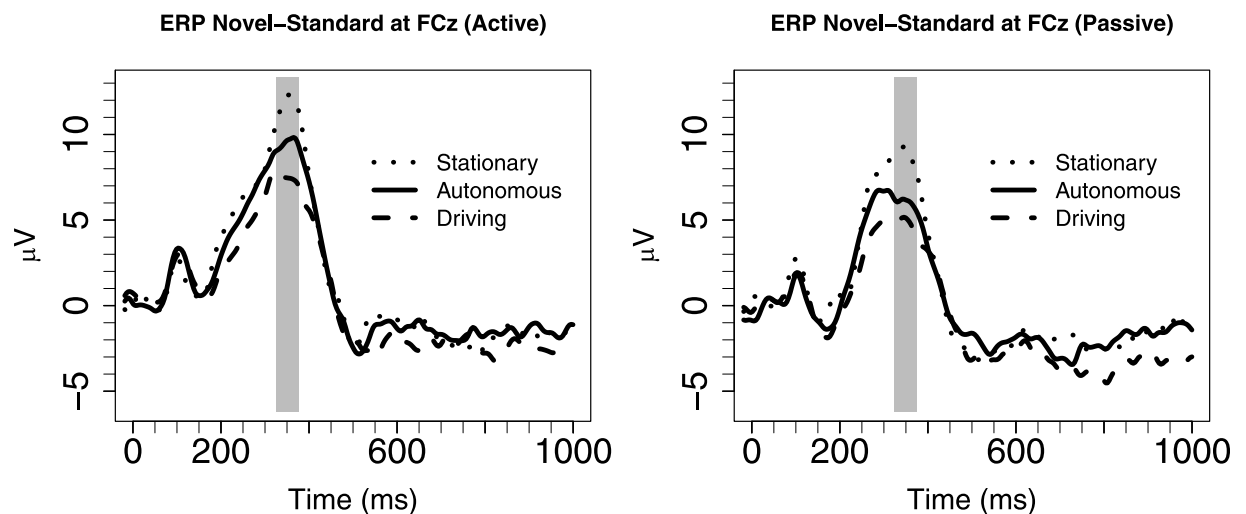 ERP Novel–Standard at FCz (Active)
10
5
0
−5
μV
Stationary
Autonomous
Driving
0 200 600 1000
Time (ms)
ERP Novel–Standard at FCz (Passive)
10
5
0
−5
μV
Stationary
Autonomous
Driving
0 200 600 1000
Time (ms)